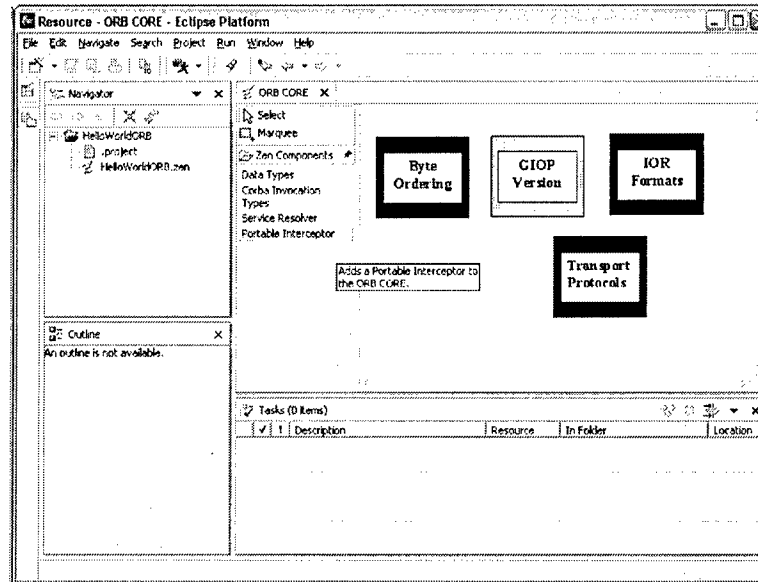 Resource - ORB CORE - Eclipse Platform
File Edit Navigate Search Project Run Window Help
Navigator
HelloWorldORB
.project
HelloWorldORB.zen
ORB CORE
Select
Marquee
Zen Components
Data Types
Corba Invocation
Types
Service Resolver
Portable Interceptor
Adds a Portable Interceptor to
the ORB CORE.
Byte
Ordering
GIOP
Version
IOR
Formats
Transport
Protocols
Outline
An outline is not available.
Tasks (0 items)
! Description Resource In Folder Location